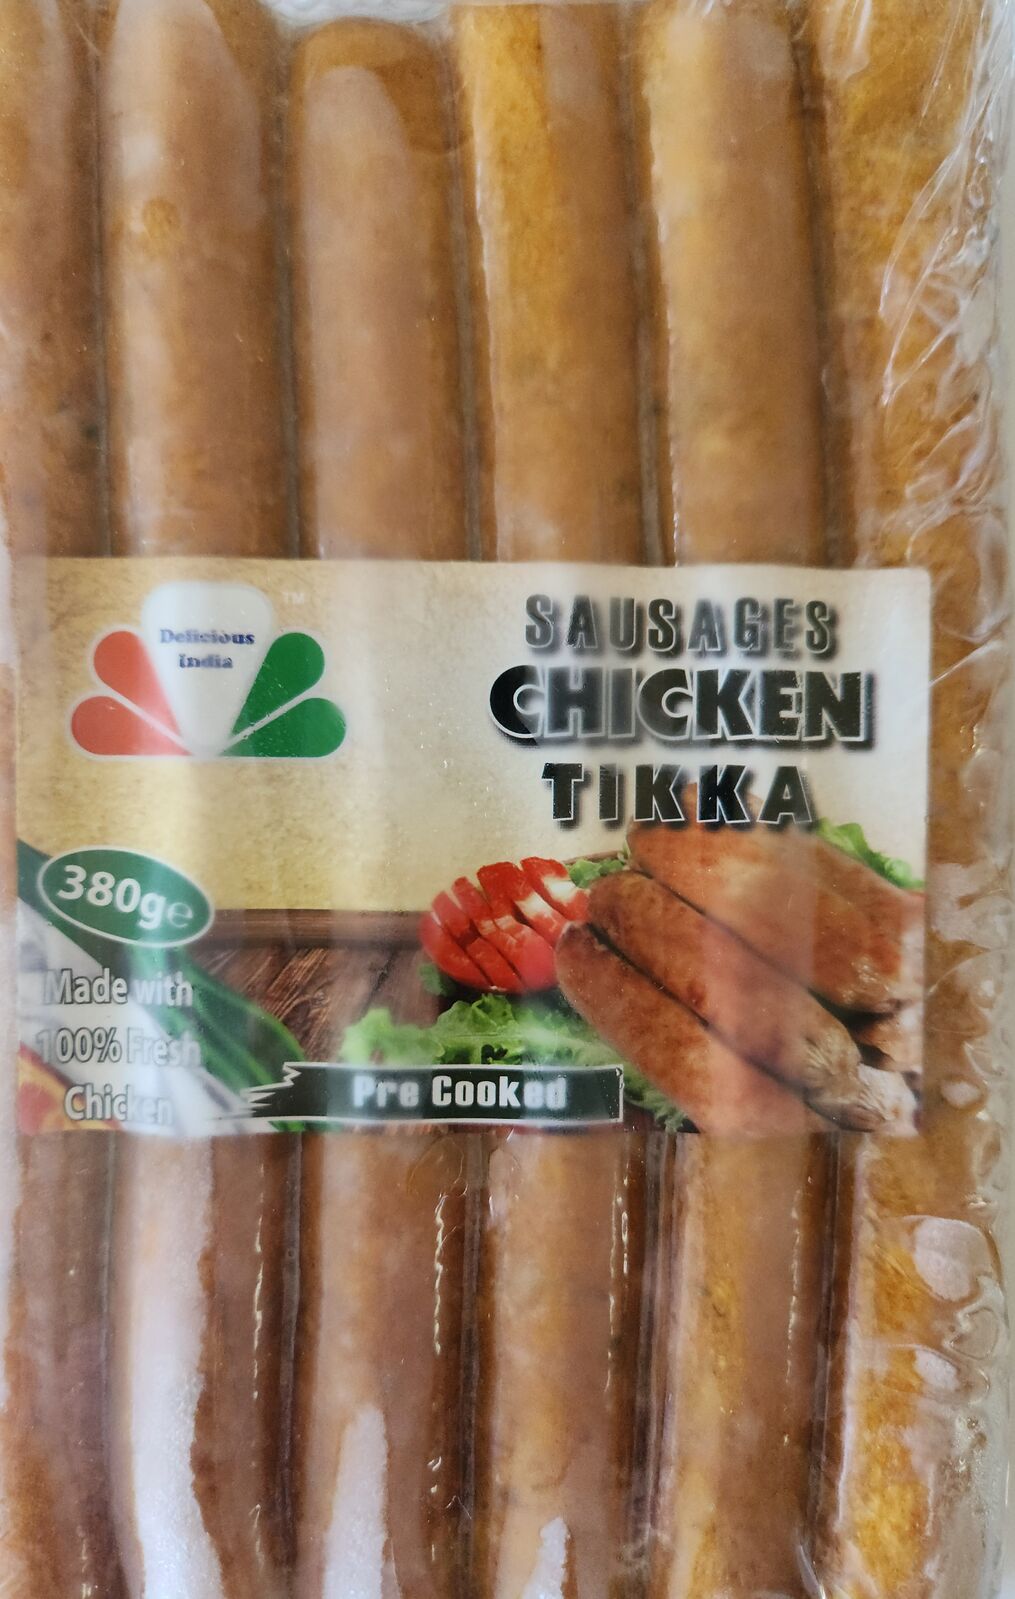 Delicious
India
TM
SAUSAGES
CHICKEN
TIKKA
380g℮
Made with
100% Fresh
Chicken
Pre Cooked